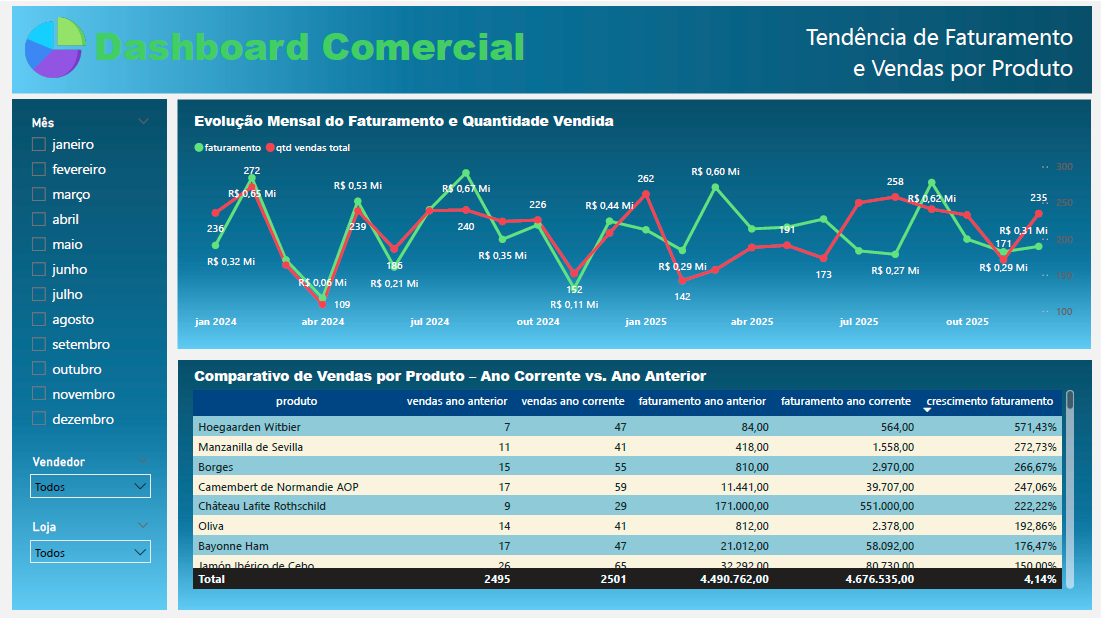 Dashboard Comercial
Tendência de Faturamento
e Vendas por Produto
Mês
janeiro
fevereiro
março
abril
maio
junho
julho
agosto
setembro
outubro
novembro
dezembro
Vendedor
Todos
Loja
Todos
Evolução Mensal do Faturamento e Quantidade Vendida
faturamento qtd vendas total
236
R$ 0,32 Mi
272
R$ 0,65 Mi
R$ 0,06 Mi
109
R$ 0,53 Mi
239
186
R$ 0,21 Mi
R$ 0,67 Mi
240
R$ 0,35 Mi
226
152
R$ 0,11 Mi
R$ 0,44 Mi
262
R$ 0,29 Mi
142
R$ 0,60 Mi
191
173
258
R$ 0,27 Mi
R$ 0,62 Mi
171
R$ 0,29 Mi
235
R$ 0,31 Mi
300
250
200
150
100
jan 2024 abr 2024 jul 2024 out 2024 jan 2025 abr 2025 jul 2025 out 2025
Comparativo de Vendas por Produto – Ano Corrente vs. Ano Anterior
produto vendas ano anterior vendas ano corrente faturamento ano anterior faturamento ano corrente crescimento faturamento
Hoegaarden Witbier 7 47 84,00 564,00 571,43%
Manzanilla de Sevilla 11 41 418,00 1.558,00 272,73%
Borges 15 55 810,00 2.970,00 266,67%
Camembert de Normandie AOP 17 59 11.441,00 39.707,00 247,06%
Château Lafite Rothschild 9 29 171.000,00 551.000,00 222,22%
Oliva 14 41 812,00 2.378,00 192,86%
Bayonne Ham 17 47 21.012,00 58.092,00 176,47%
Jamón Ibérico de Cebo 26 65 32.292,00 80.730,00 150,00%
Total 2495 2501 4.490.762,00 4.676.535,00 4,14%